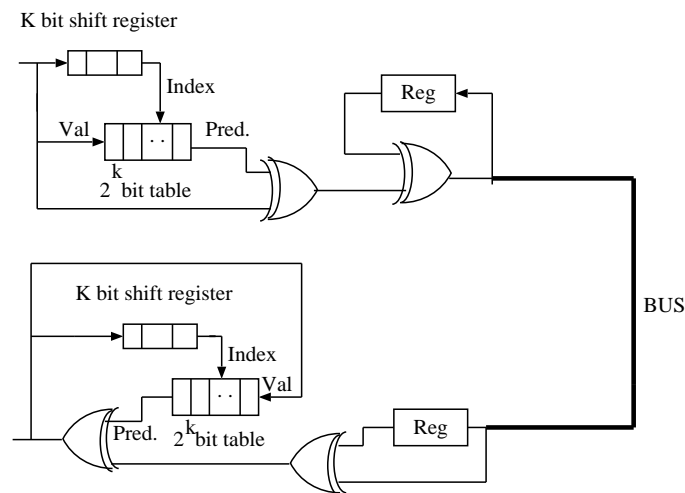 K bit shift register
Index
Reg
Val
Pred.
. .
k
2 bit table
K bit shift register
BUS
Index
Val
. .
Pred.
2k bit table
Reg